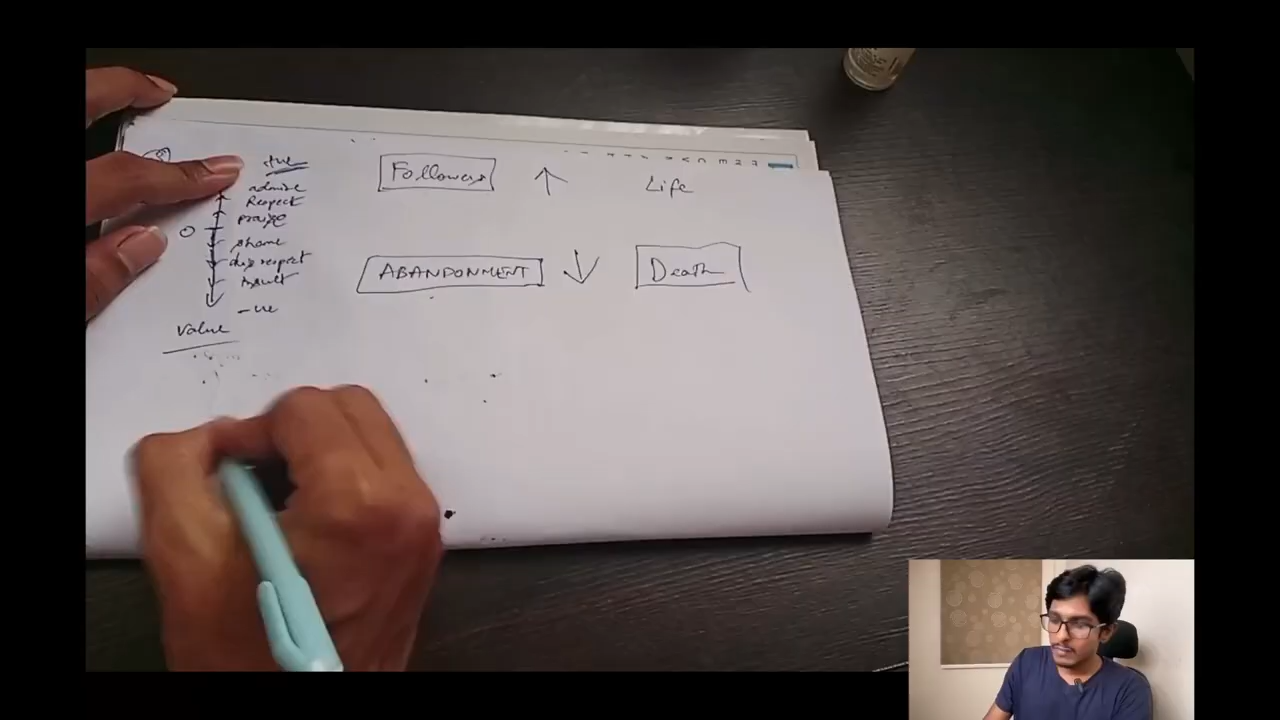 +ve
admire
Respect
praise
0
shame
disrespect
insult
-ve
value
Followers ↑ Life
ABANDONMENT ↓ Death